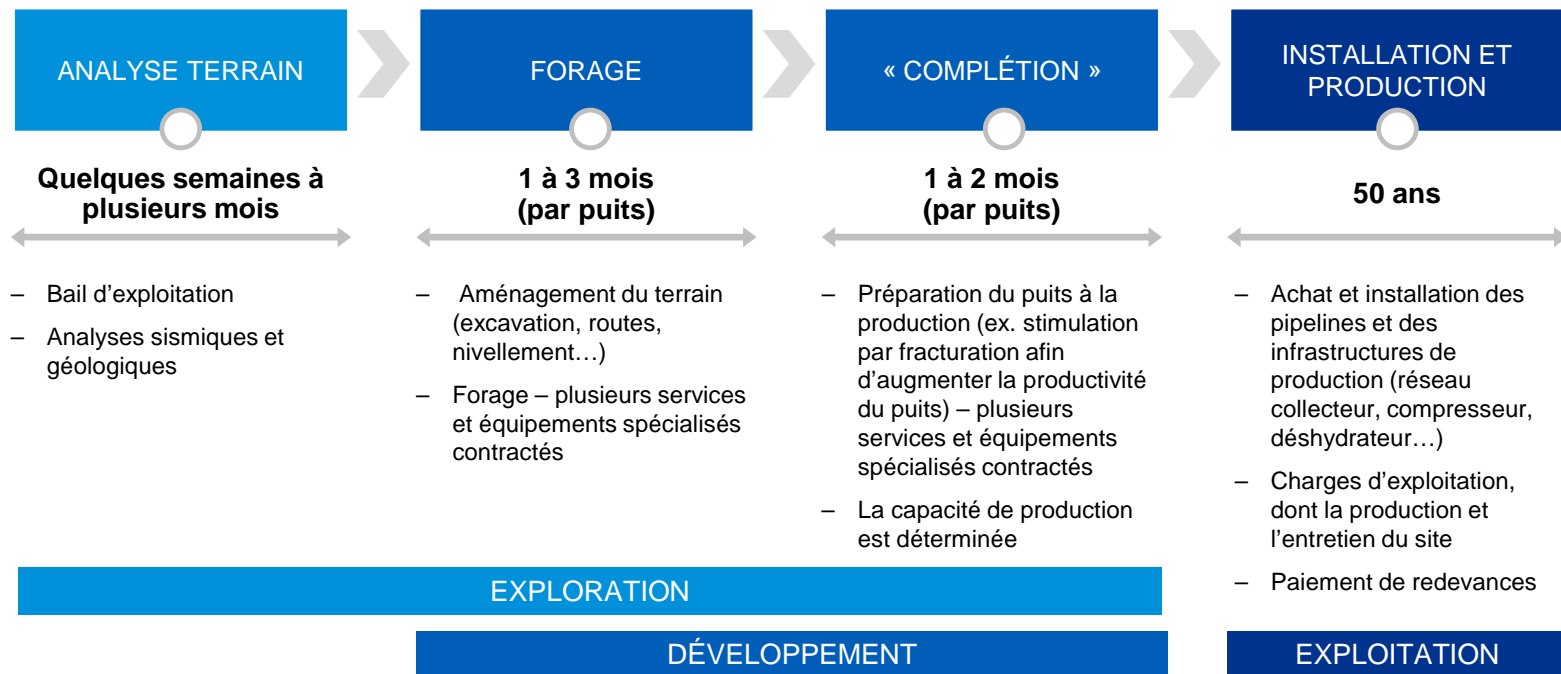 ANALYSE TERRAIN
Quelques semaines à
plusieurs mois
– Bail d’exploitation
– Analyses sismiques et
géologiques
FORAGE
1 à 3 mois
(par puits)
– Aménagement du terrain
(excavation, routes,
nivellement…)
– Forage – plusieurs services
et équipements spécialisés
contractés
« COMPLÉTION »
1 à 2 mois
(par puits)
– Préparation du puits à la
production (ex. stimulation
par fracturation afin
d’augmenter la productivité
du puits) – plusieurs
services et équipements
spécialisés contractés
– La capacité de production
est déterminée
INSTALLATION ET
PRODUCTION
50 ans
– Achat et installation des
pipelines et des
infrastructures de
production (réseau
collecteur, compresseur,
déshydrateur…)
– Charges d’exploitation,
dont la production et
l’entretien du site
– Paiement de redevances
EXPLORATION
DÉVELOPPEMENT
EXPLOITATION